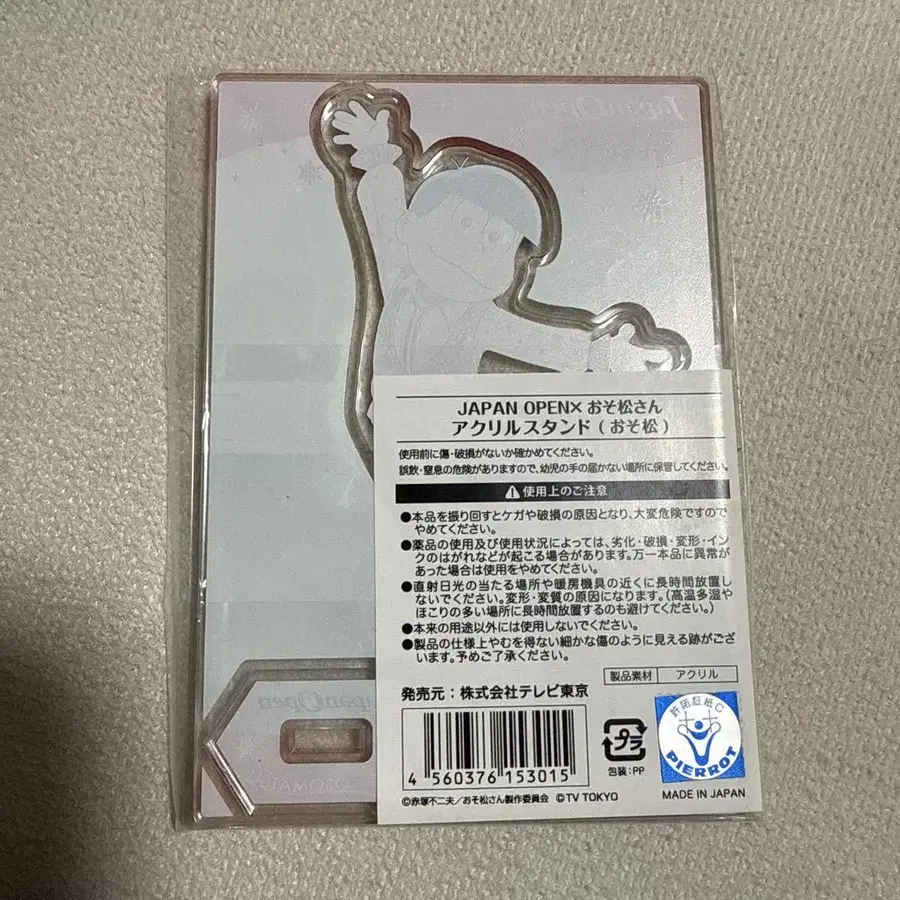 JapanOpen
JAPAN OPEN×おそ松さん
アクリルスタンド(おそ松)
使用前に傷・破損がないか確かめてください。
誤飲・窒息の危険がありますので、幼児の手の届かない場所に保管してください。
使用上のご注意
●本品を振り回すとケガや破損の原因となり、大変危険ですので
やめてください。
●薬品の使用及び使用状況によっては、劣化・破損・変形・イン
クのはがれなどが起こる場合があります。万一本品に異常が
あった場合は使用をやめてください。
●直射日光の当たる場所や暖房機具の近くに長時間放置し
ないでください。変形・変質の原因になります。(高温多湿や
ほこりの多い場所に長時間放置するのも避けてください。)
●本来の用途以外には使用しないでください。
●製品の仕様上やむを得ない細かな傷のように見える跡がござ
います。予めご了承ください。
製品素材 アクリル
発売元:株式会社テレビ東京
JapanOpen
4 560376 153015
プラ
包装:PP
許諾証紙C
PIERROT
MADE IN JAPAN
©赤塚不二夫/おそ松さん製作委員会 ©TV TOKYO